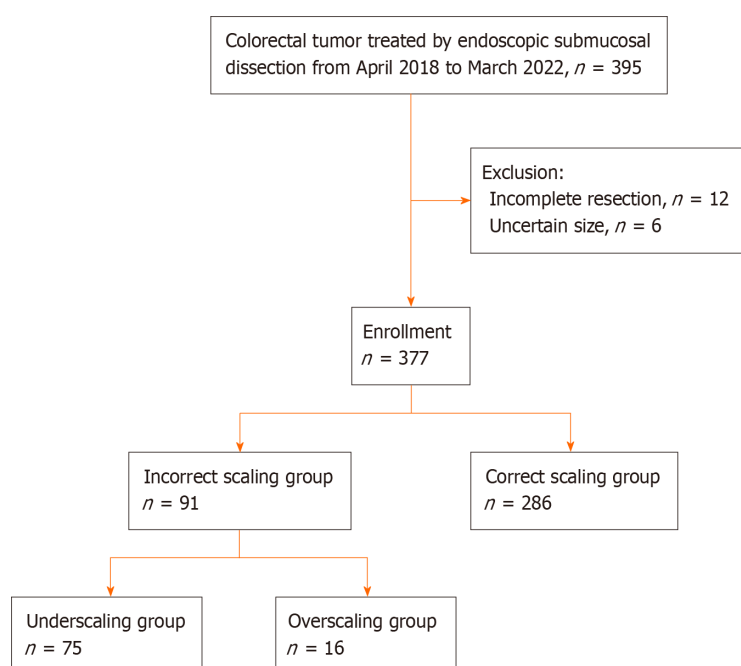 Colorectal tumor treated by endoscopic submucosal
dissection from April 2018 to March 2022, n = 395
Exclusion:
Incomplete resection, n = 12
Uncertain size, n = 6
Enrollment
n = 377
Incorrect scaling group
n = 91
Correct scaling group
n = 286
Underscaling group
n = 75
Overscaling group
n = 16